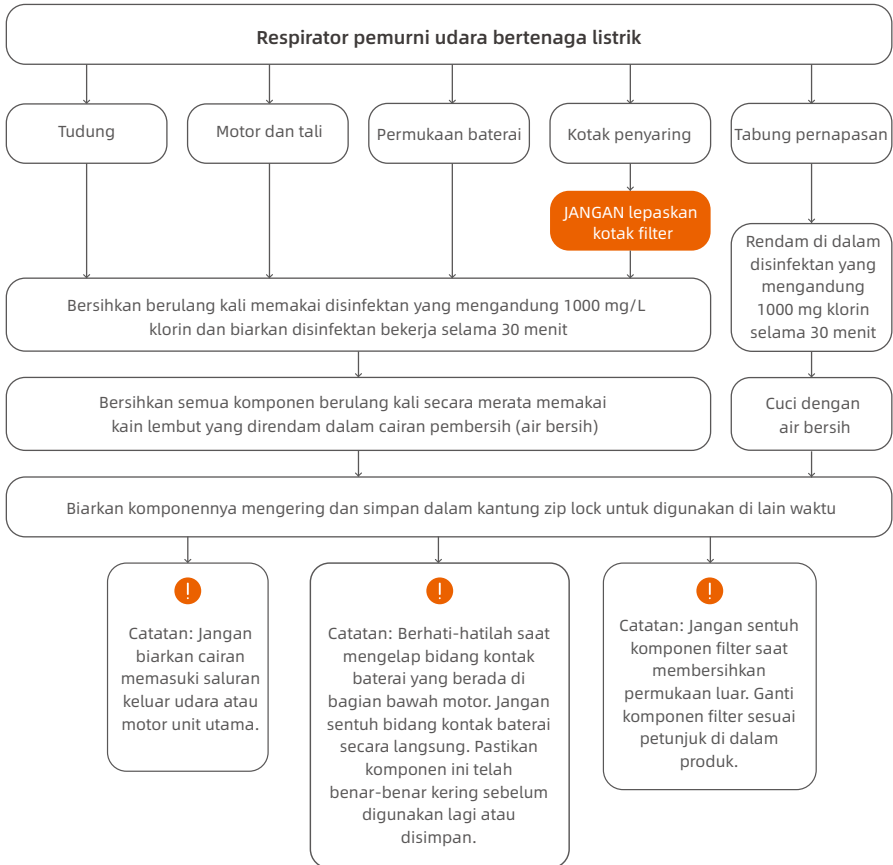 Respirator pemurni udara bertenaga listrik
Tudung
Motor dan tali
Permukaan baterai
Kotak penyaring
Tabung pernapasan
JANGAN lepaskan
kotak filter
Rendam di dalam
disinfektan yang
mengandung
1000 mg klorin
selama 30 menit
Bersihkan berulang kali memakai disinfektan yang mengandung 1000 mg/L
klorin dan biarkan disinfektan bekerja selama 30 menit
Bersihkan semua komponen berulang kali secara merata memakai
kain lembut yang direndam dalam cairan pembersih (air bersih)
Cuci dengan
air bersih
Biarkan komponennya mengering dan simpan dalam kantung zip lock untuk digunakan di lain waktu
!
Catatan: Jangan
biarkan cairan
memasuki saluran
keluar udara atau
motor unit utama.
!
Catatan: Berhati-hatilah saat
mengelap bidang kontak
baterai yang berada di
bagian bawah motor. Jangan
sentuh bidang kontak baterai
secara langsung. Pastikan
komponen ini telah
benar-benar kering sebelum
digunakan lagi atau
disimpan.
!
Catatan: Jangan sentuh
komponen filter saat
membersihkan
permukaan luar. Ganti
komponen filter sesuai
petunjuk di dalam
produk.